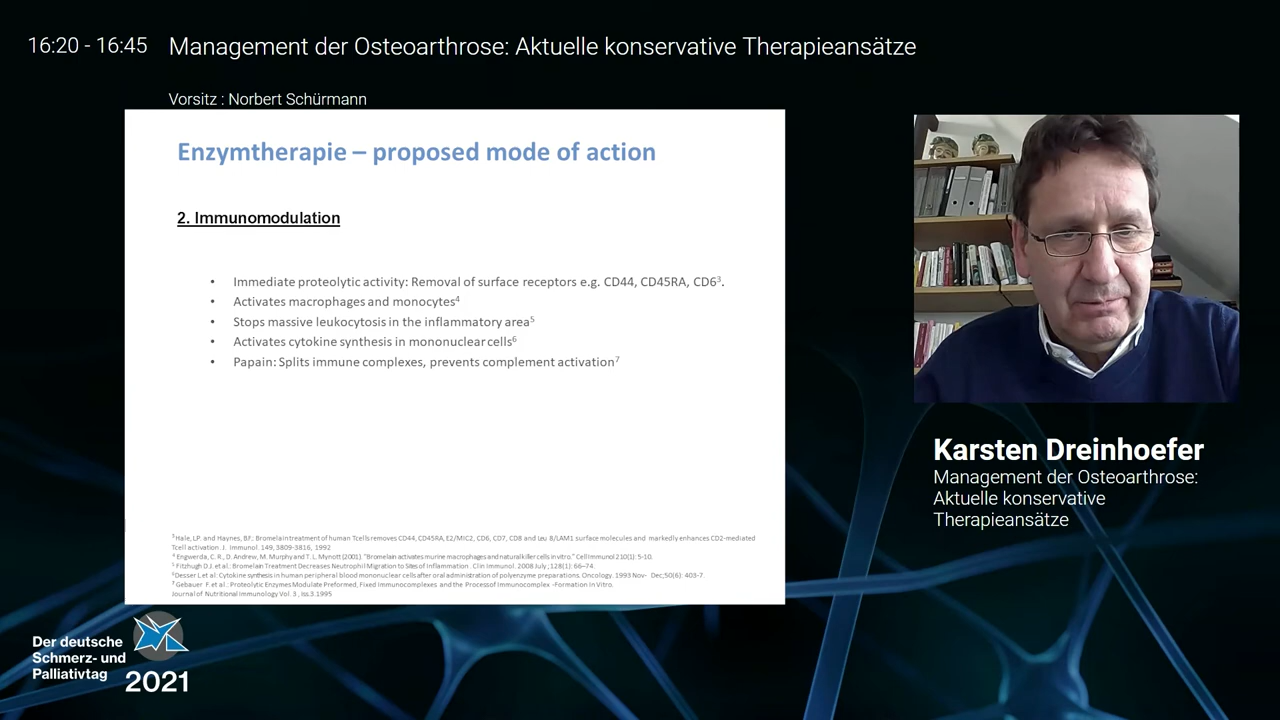 16:20 - 16:45 Management der Osteoarthrose: Aktuelle konservative Therapieansätze
Vorsitz : Norbert Schürmann
Enzymtherapie – proposed mode of action
2. Immunomodulation
• Immediate proteolytic activity: Removal of surface receptors e.g. CD44, CD45RA, CD6³.
• Activates macrophages and monocytes⁴
• Stops massive leukocytosis in the inflammatory area⁵
• Activates cytokine synthesis in mononuclear cells⁶
• Papain: Splits immune complexes, prevents complement activation⁷
³Hale, LP. and Haynes, B.F.: Bromelain treatment of human Tcells removes CD44, CD45RA, E2/MIC2, CD6, CD7, CD8 and Leu 8/LAM1 surface molecules and markedly enhances CD2-mediated
Tcell activation. J. Immunol. 149, 3809-3816, 1992
⁴ Engwerda, C. R., D. Andrew, M. Murphy and T. L. Mynott (2001). "Bromelain activates murine macrophages and natural killer cells in vitro." Cell Immunol 210(1): 5-10.
⁵ Fitzhugh D.J. et al.: Bromelain Treatment Decreases Neutrophil Migration to Sites of Inflammation. Clin Immunol. 2008 July ; 128(1): 66–74.
⁶Desser L et al: Cytokine synthesis in human peripheral blood mononuclear cells after oral administration of polyenzyme preparations. Oncology. 1993 Nov- Dec;50(6): 403-7.
⁷ Gebauer F. et al.: Proteolytic Enzymes Modulate Preformed, Fixed Immunocomplexes and the Process of Immunocomplex -Formation In Vitro.
Journal of Nutritional Immunology Vol. 3 , Iss.3.1995
Karsten Dreinhoefer
Management der Osteoarthrose:
Aktuelle konservative
Therapieansätze
Der deutsche
Schmerz- und
Palliativtag
2021